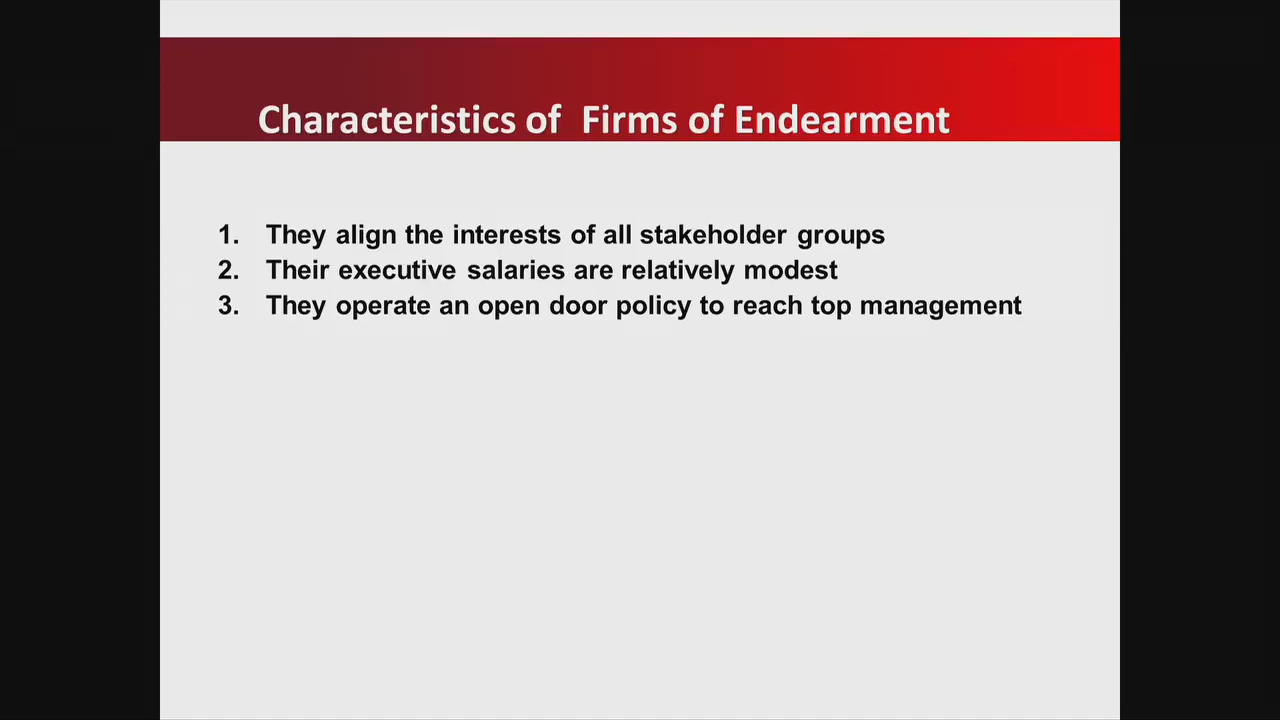 Characteristics of Firms of Endearment
1. They align the interests of all stakeholder groups
2. Their executive salaries are relatively modest
3. They operate an open door policy to reach top management